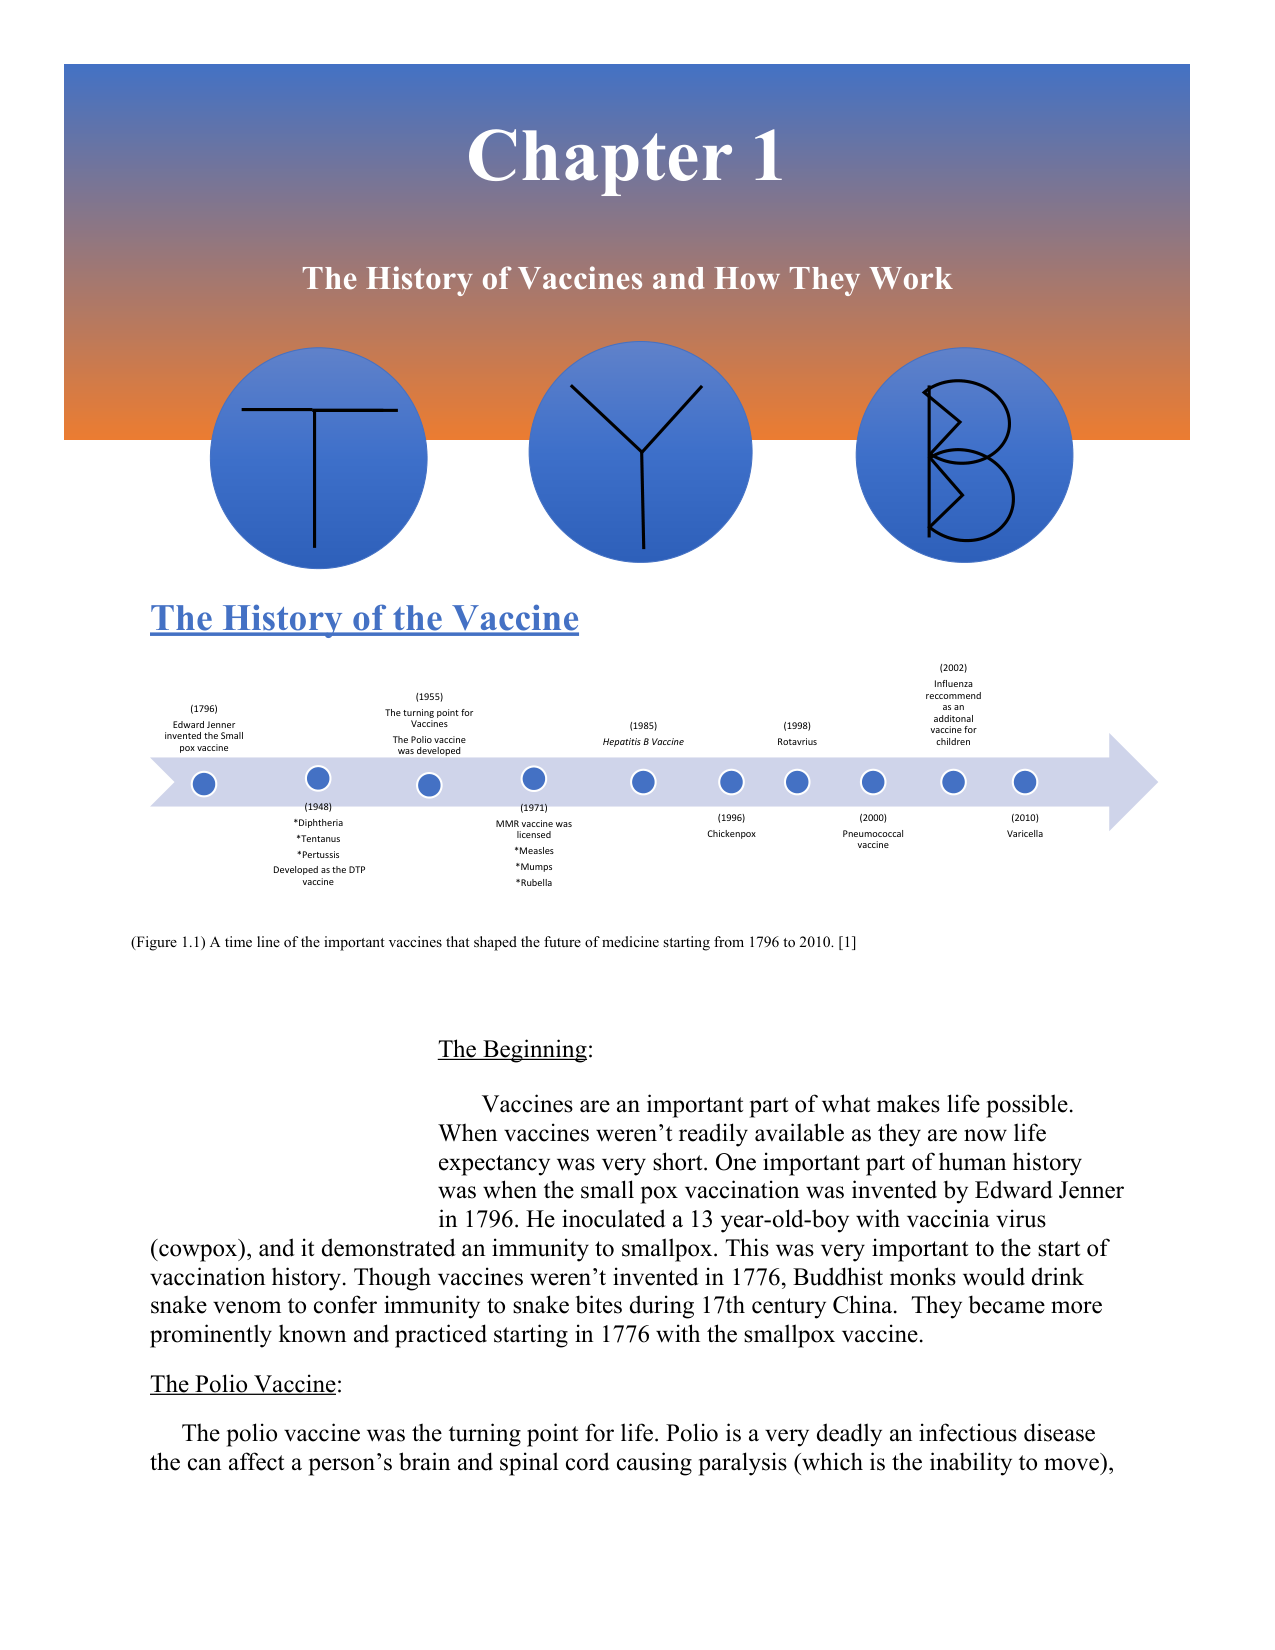 Chapter 1
The History of Vaccines and How They Work
T
Y
B
The History of the Vaccine
(1796)
Edward Jenner
invented the Small
pox vaccine
(1948)
*Diphtheria
*Tentanus
*Pertussis
Developed as the DTP
vaccine
(1955)
The turning point for
Vaccines
The Polio vaccine
was developed
(1971)
MMR vaccine was
licensed
*Measles
*Mumps
*Rubella
(1985)
Hepatitis B Vaccine
(1996)
Chickenpox
(1998)
Rotavrius
(2000)
Pneumococcal
vaccine
(2002)
Influenza
reccommend
as an
additonal
vaccine for
children
(2010)
Varicella
(Figure 1.1) A time line of the important vaccines that shaped the future of medicine starting from 1796 to 2010. [1]
The Beginning:
Vaccines are an important part of what makes life possible.
When vaccines weren’t readily available as they are now life
expectancy was very short. One important part of human history
was when the small pox vaccination was invented by Edward Jenner
in 1796. He inoculated a 13 year-old-boy with vaccinia virus
(cowpox), and it demonstrated an immunity to smallpox. This was very important to the start of
vaccination history. Though vaccines weren’t invented in 1776, Buddhist monks would drink
snake venom to confer immunity to snake bites during 17th century China.  They became more
prominently known and practiced starting in 1776 with the smallpox vaccine.
The Polio Vaccine:
The polio vaccine was the turning point for life. Polio is a very deadly an infectious disease
the can affect a person’s brain and spinal cord causing paralysis (which is the inability to move),